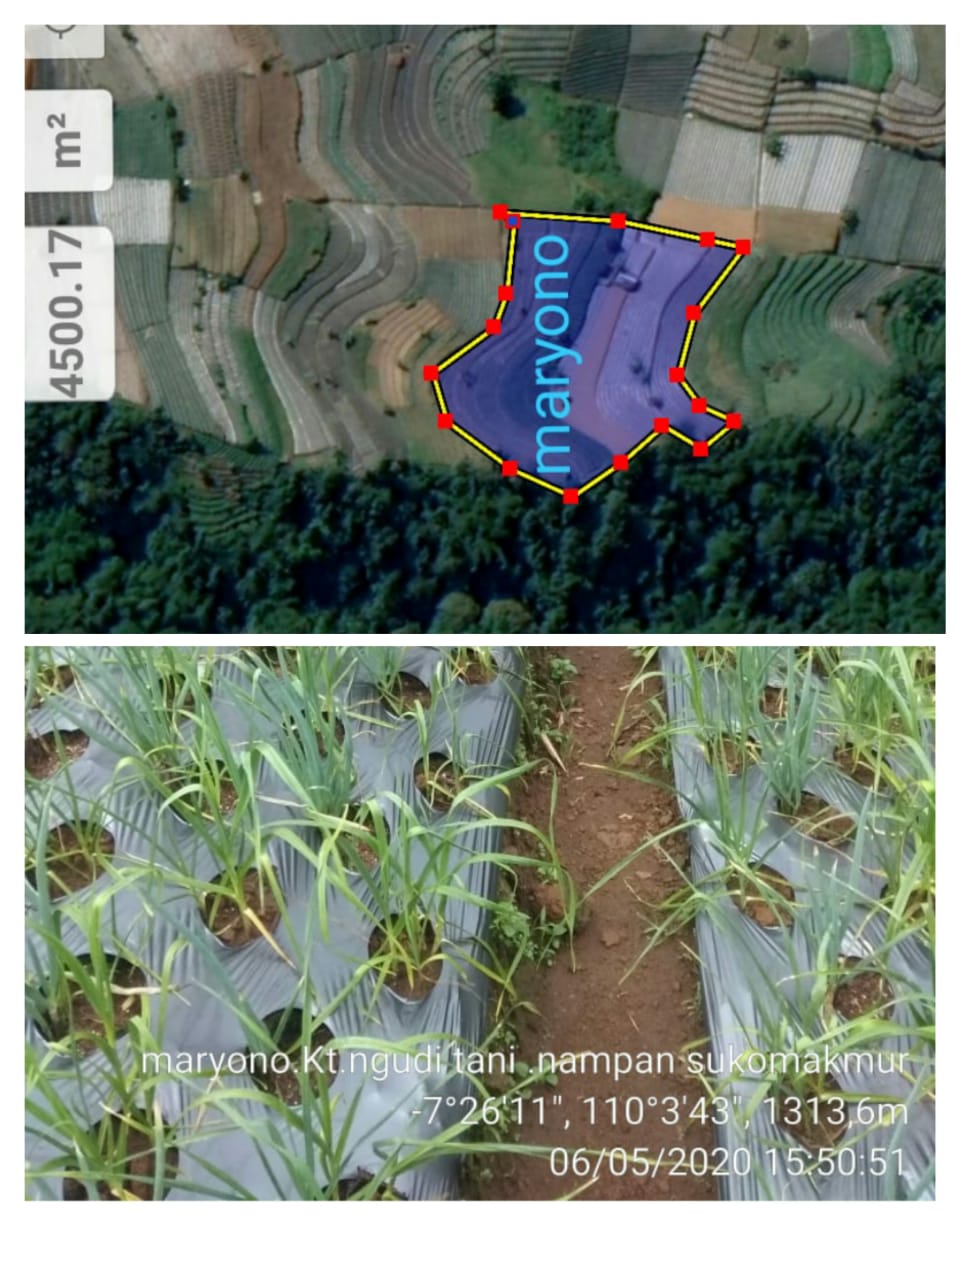 4500.17 m²
maryono
maryono.Kt.ngudi tani .nampan sukomakmur
-7°26'11", 110°3'43", 1313,6m
06/05/2020 15:50:51